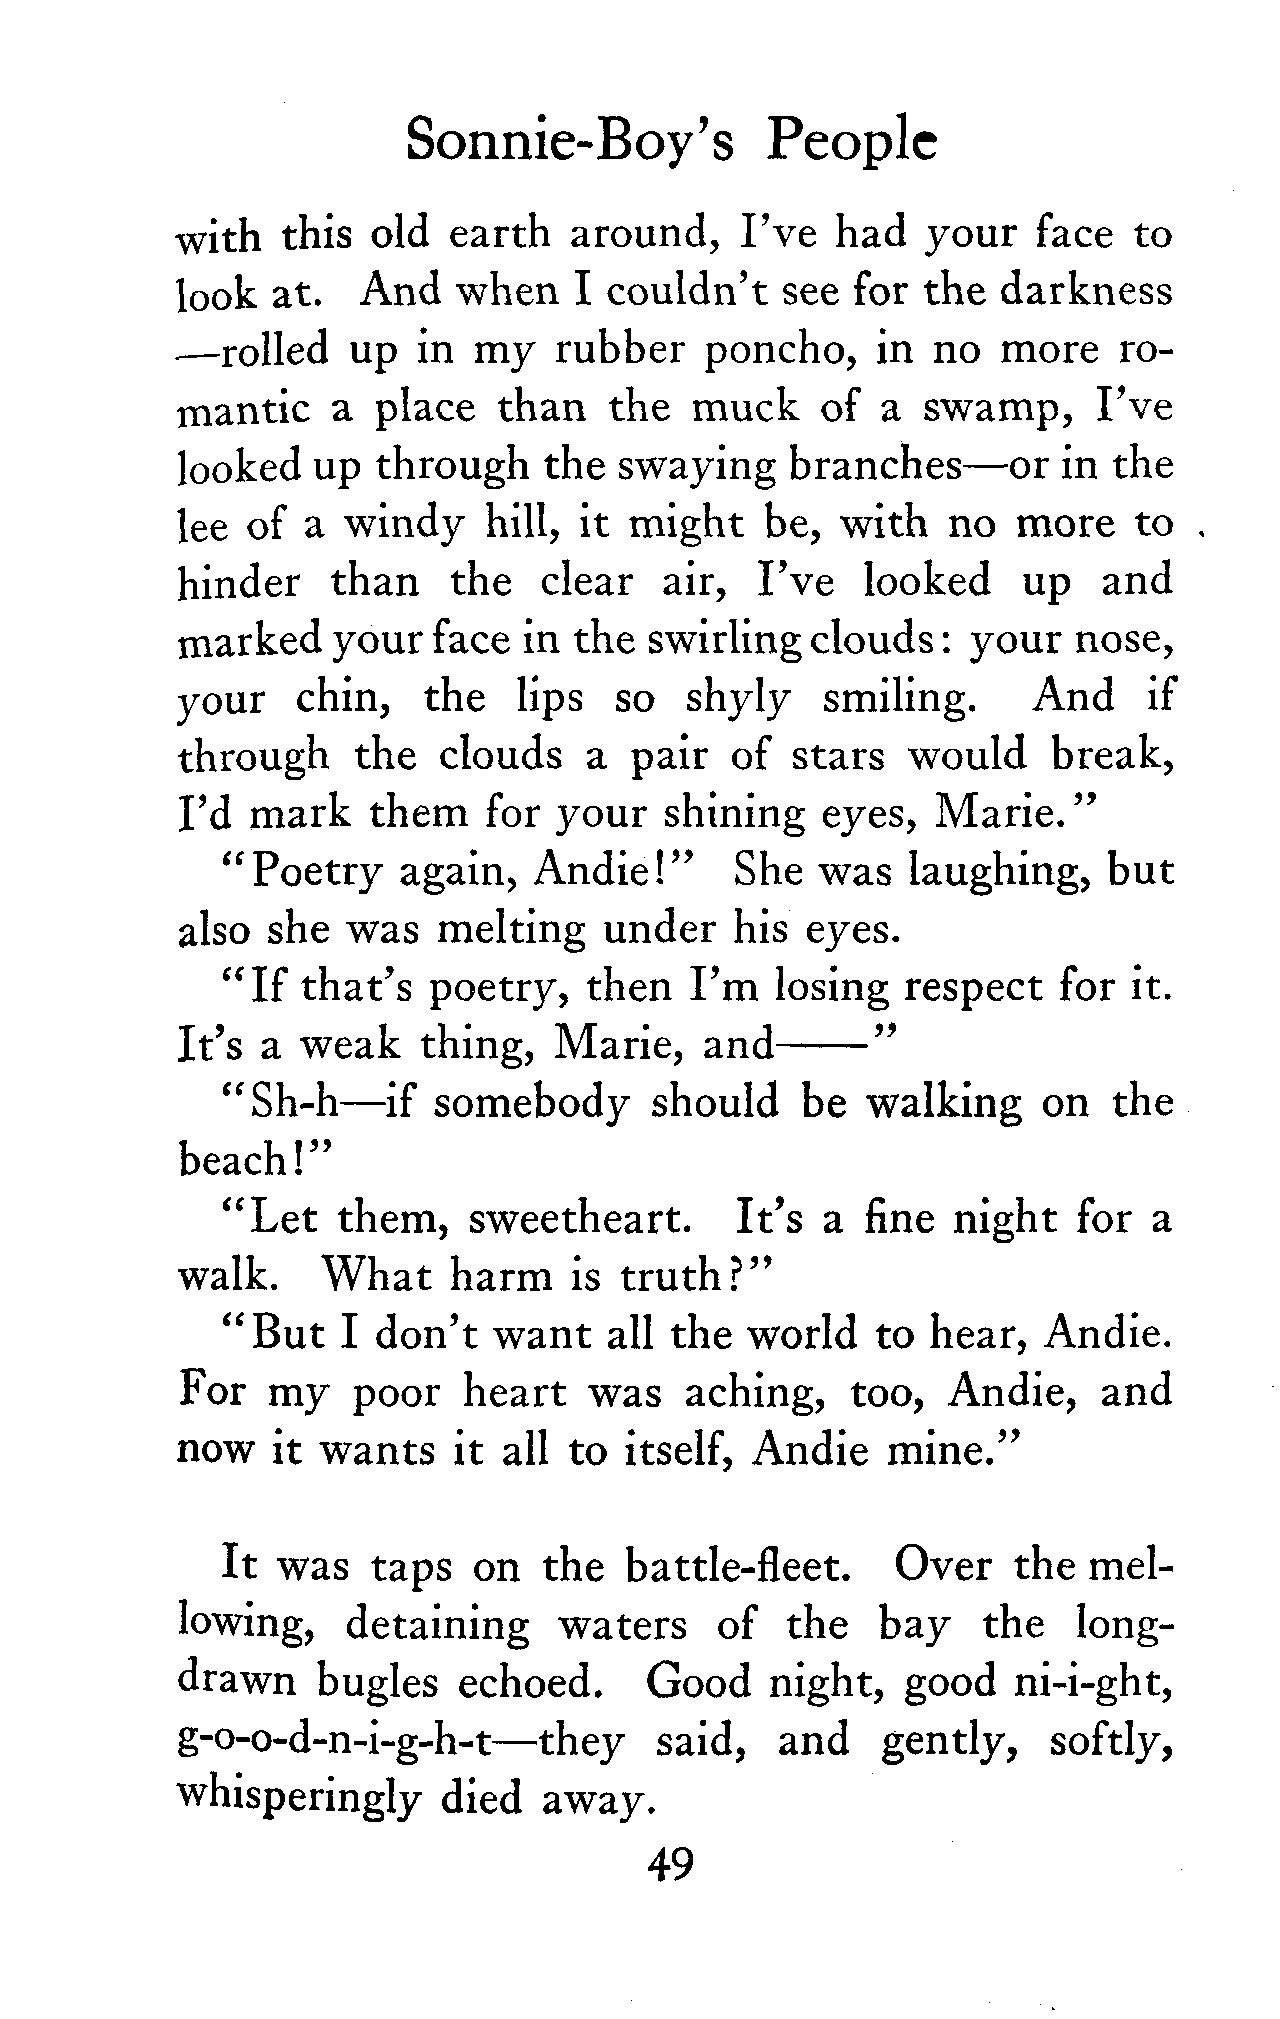 Sonnie-Boy's People
with this old earth around, I've had your face to
look at. And when I couldn't see for the darkness
—rolled up in my rubber poncho, in no more ro-
mantic a place than the muck of a swamp, I've
looked up through the swaying branches—or in the
lee of a windy hill, it might be, with no more to
hinder than the clear air, I've looked up and
marked your face in the swirling clouds: your nose,
your chin, the lips so shyly smiling. And if
through the clouds a pair of stars would break,
I'd mark them for your shining eyes, Marie."
"Poetry again, Andie!" She was laughing, but
also she was melting under his eyes.
"If that's poetry, then I'm losing respect for it.
It's a weak thing, Marie, and——"
"Sh-h—if somebody should be walking on the
beach!"
"Let them, sweetheart. It's a fine night for a
walk. What harm is truth?"
"But I don't want all the world to hear, Andie.
For my poor heart was aching, too, Andie, and
now it wants it all to itself, Andie mine."
It was taps on the battle-fleet. Over the mel-
lowing, detaining waters of the bay the long-
drawn bugles echoed. Good night, good ni-i-ght,
g-o-o-d-n-i-g-h-t—they said, and gently, softly,
whisperingly died away.
49